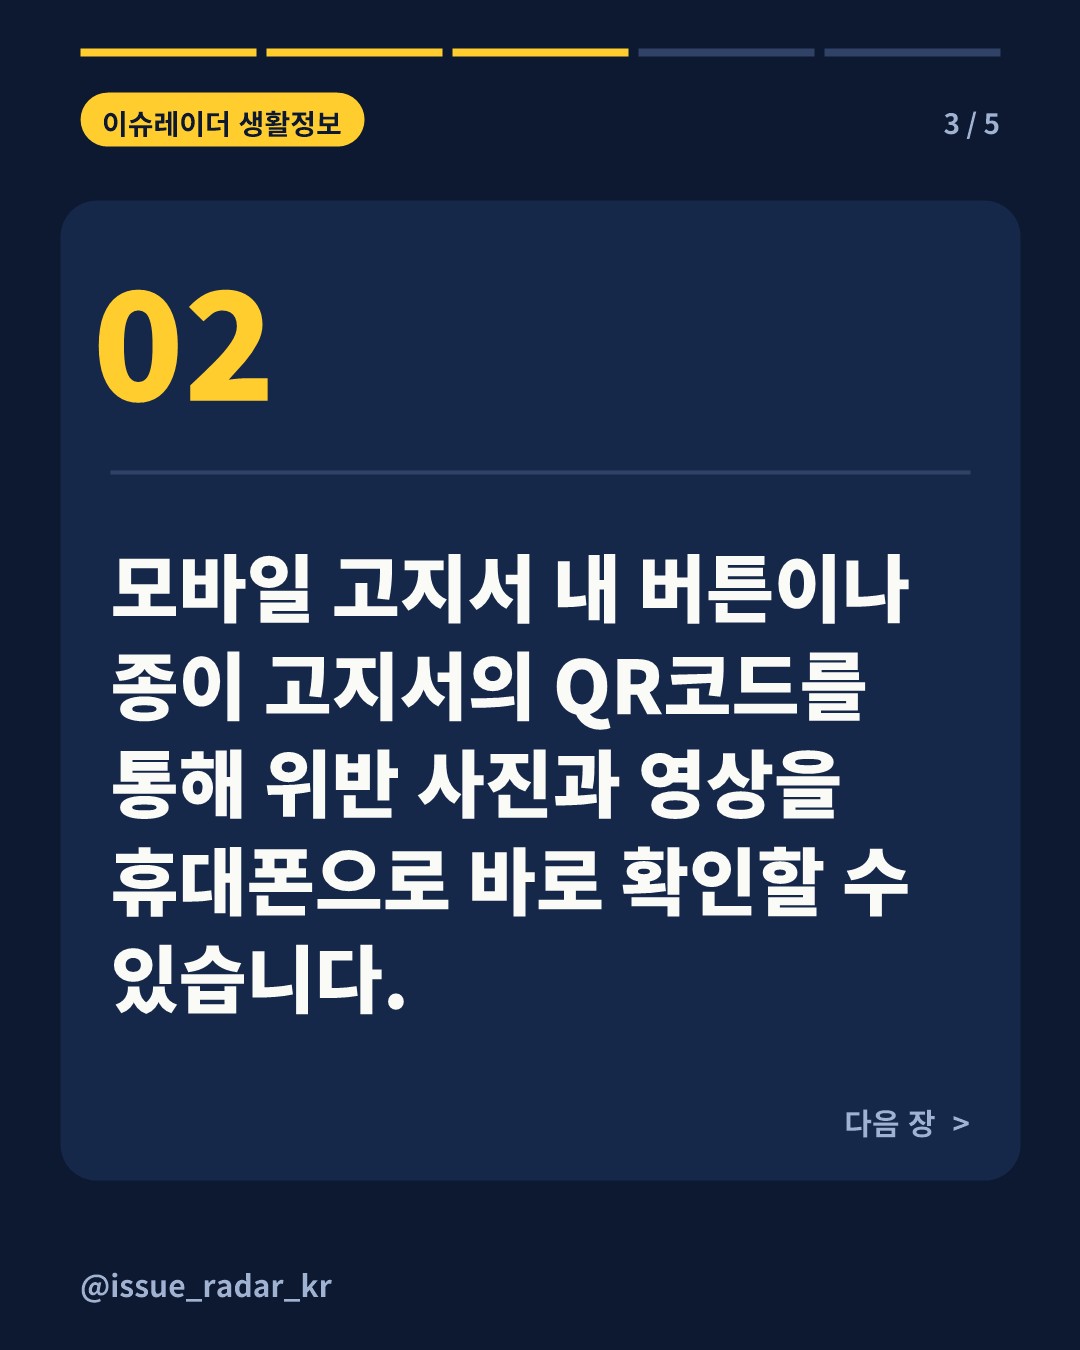 이슈레이더 생활정보
3 / 5
02
모바일 고지서 내 버튼이나
종이 고지서의 QR코드를
통해 위반 사진과 영상을
휴대폰으로 바로 확인할 수
있습니다.
다음 장 >
@issue_radar_kr